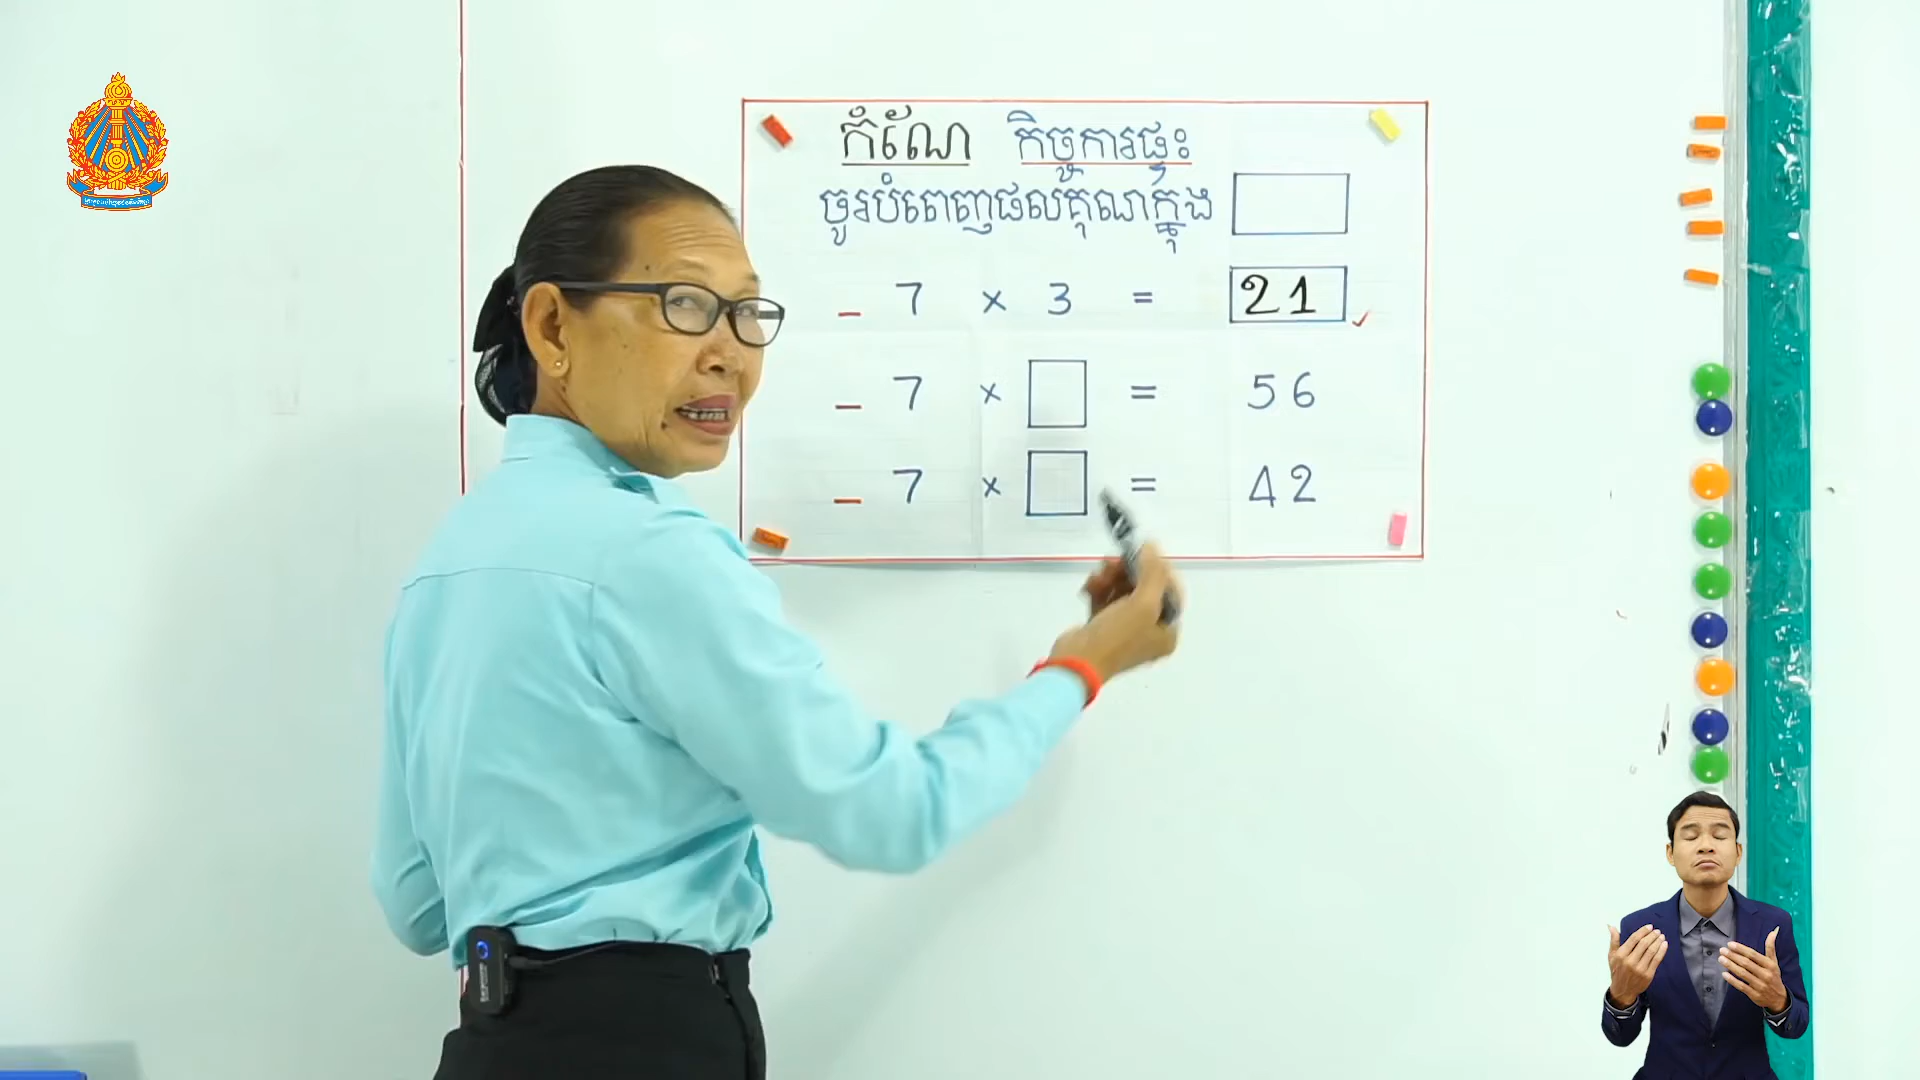 កំណែ កិច្ចការផ្ទះ
ចូរបំពេញផលគុណក្នុង
_ 7 × 3 = 21 ✓
_ 7 × = 56
_ 7 × = 42